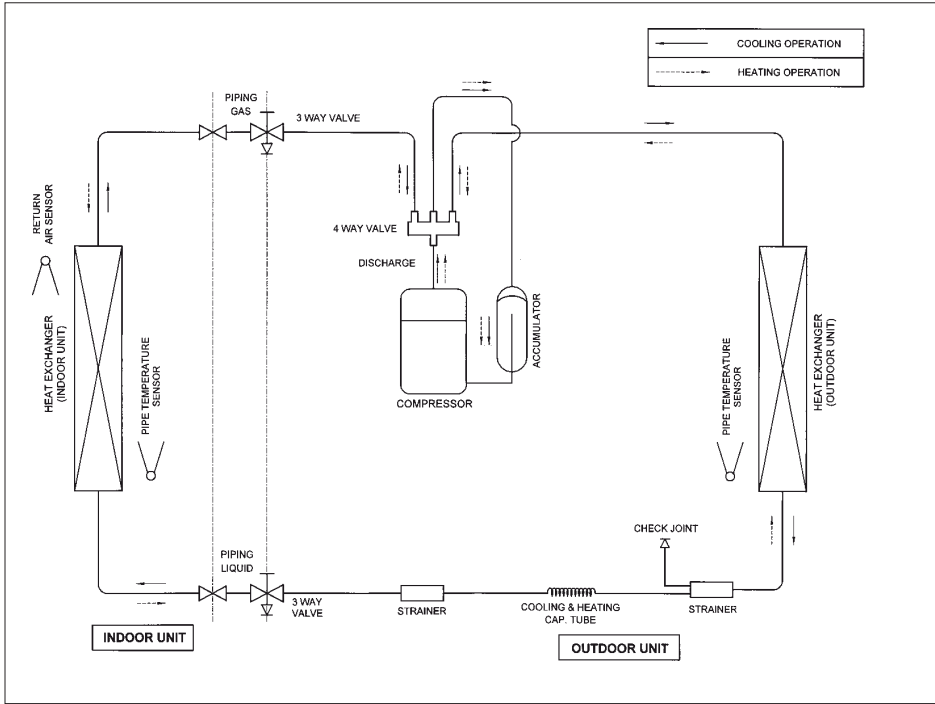 COOLING OPERATION
HEATING OPERATION
PIPING
GAS
3 WAY VALVE
RETURN
AIR SENSOR
4 WAY VALVE
DISCHARGE
HEAT EXCHANGER
(INDOOR UNIT)
PIPE TEMPERATURE
SENSOR
COMPRESSOR
ACCUMULATOR
PIPE TEMPERATURE
SENSOR
HEAT EXCHANGER
(OUTDOOR UNIT)
CHECK JOINT
PIPING
LIQUID
3 WAY
VALVE
STRAINER
COOLING & HEATING
CAP. TUBE
STRAINER
INDOOR UNIT
OUTDOOR UNIT